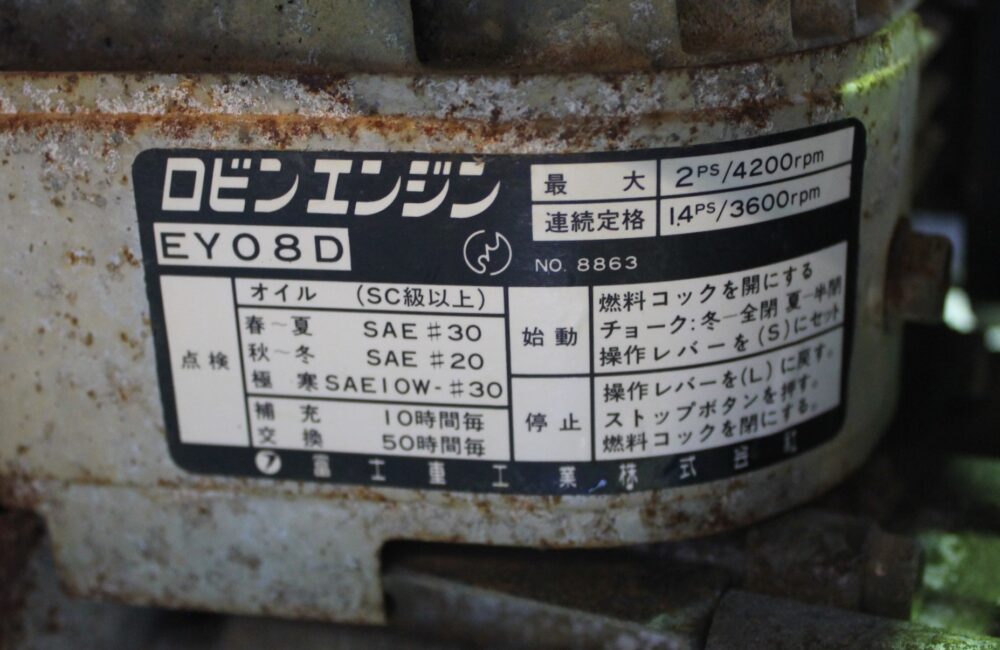 ロビンエンジン
EY08D
最大 2PS/4200rpm
連続定格 1.4PS/3600rpm
NO. 8863
点検
オイル (SC級以上)
春～夏 SAE #30
秋～冬 SAE #20
極寒 SAE10W-#30
補充 10時間毎
交換 50時間毎
始動
燃料コックを開にする
チョーク:冬―全閉 夏―半閉
操作レバーを(S)にセット
停止
操作レバーを(L)に戻す。
ストップボタンを押す。
燃料コックを閉にする。
富士重工業株式会社